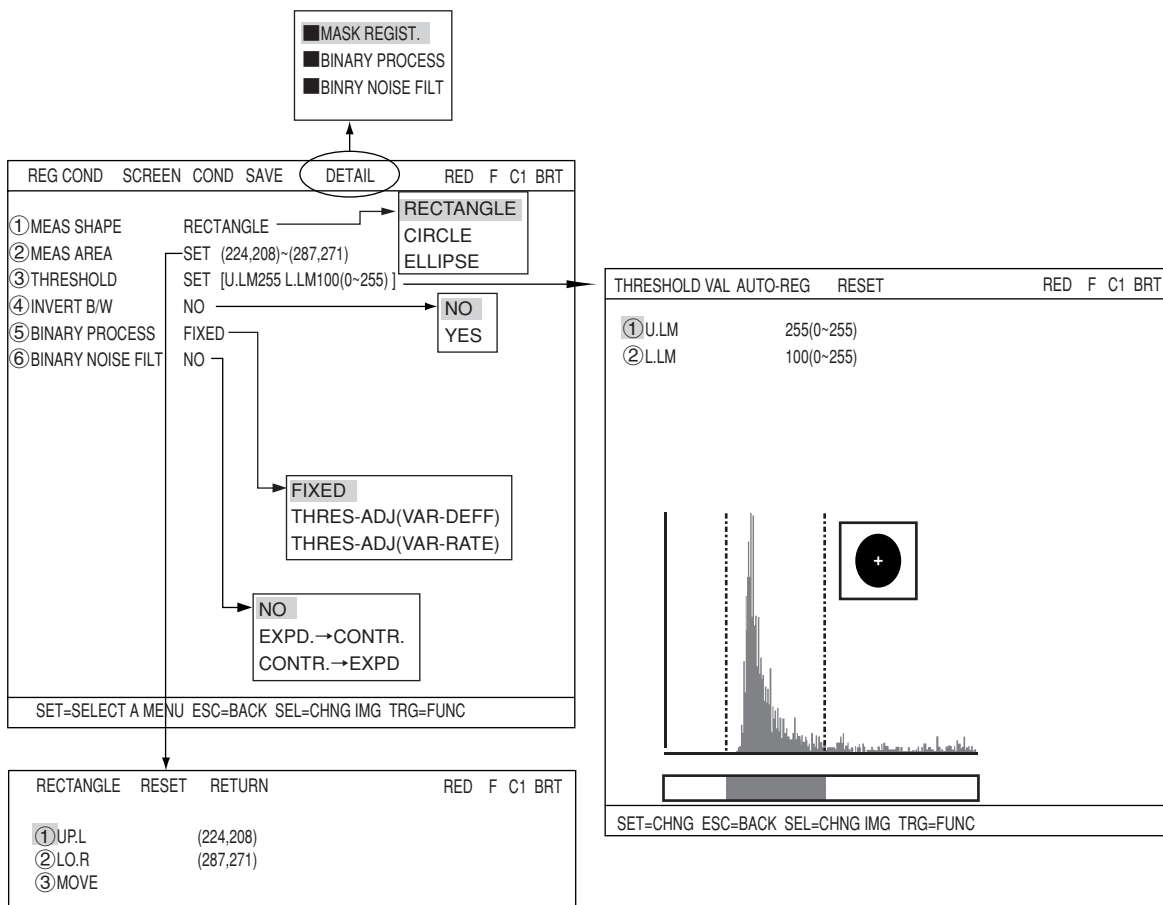 ■MASK REGIST.
■BINARY PROCESS
■BINRY NOISE FILT
REG COND SCREEN COND SAVE DETAIL RED F C1 BRT
①MEAS SHAPE RECTANGLE
②MEAS AREA SET (224,208)~(287,271)
③THRESHOLD SET [U.LM255 L.LM100(0~255) ]
④INVERT B/W NO
⑤BINARY PROCESS FIXED
⑥BINARY NOISE FILT NO
RECTANGLE
CIRCLE
ELLIPSE
NO
YES
FIXED
THRES-ADJ(VAR-DEFF)
THRES-ADJ(VAR-RATE)
NO
EXPD.→CONTR.
CONTR.→EXPD
SET=SELECT A MENU ESC=BACK SEL=CHNG IMG TRG=FUNC
THRESHOLD VAL AUTO-REG RESET RED F C1 BRT
①U.LM 255(0~255)
②L.LM 100(0~255)
SET=CHNG ESC=BACK SEL=CHNG IMG TRG=FUNC
RECTANGLE RESET RETURN RED F C1 BRT
①UP.L (224,208)
②LO.R (287,271)
③MOVE